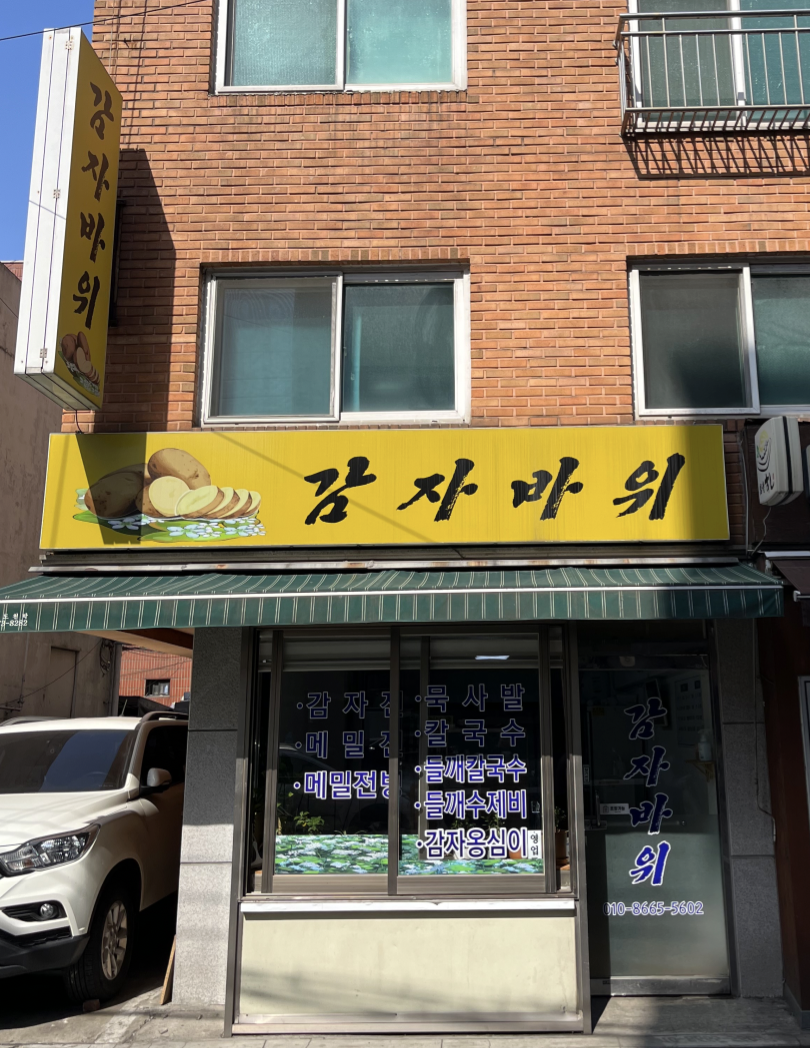 감자바위
감자바위
·감자전
·메밀전
·메밀전병
·묵사발
·칼국수
·들깨칼국수
·들깨수제비
·감자옹심이
영업
감자바위
010-8665-5602